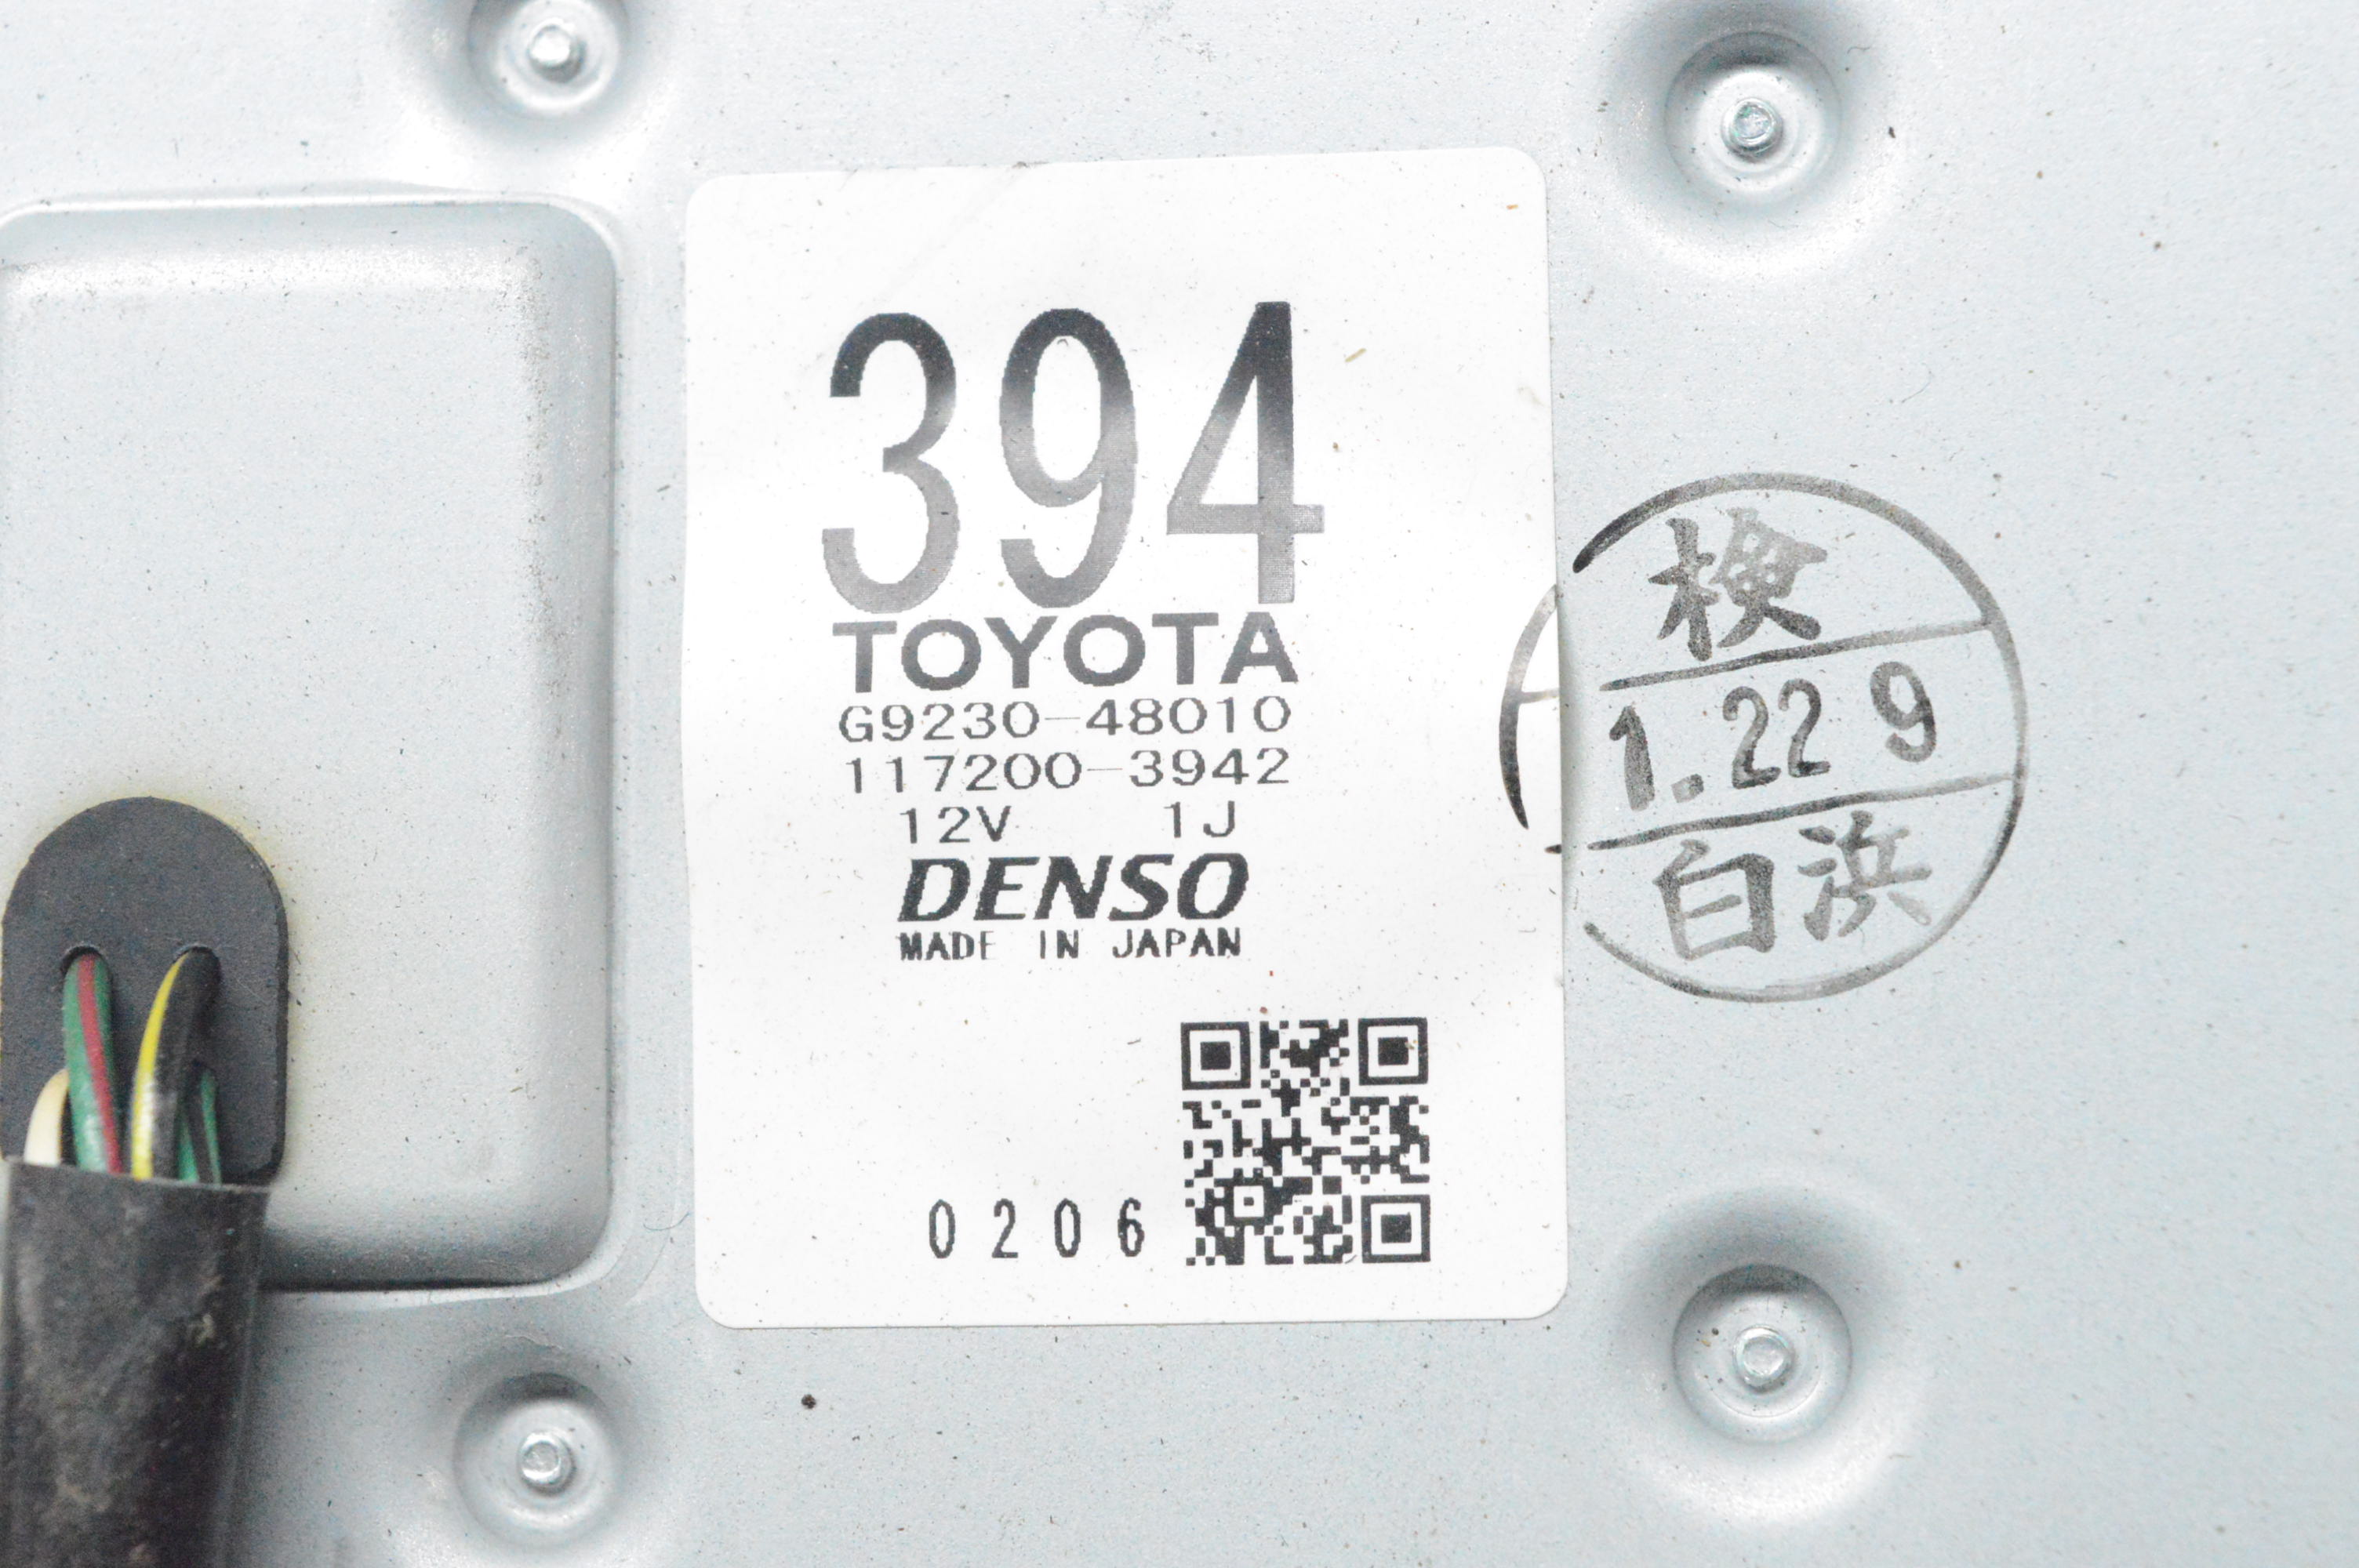 394
TOYOTA
G9230-48010
117200-3942
12V 1J
DENSO
MADE IN JAPAN
0206
検
1.22 9
白浜